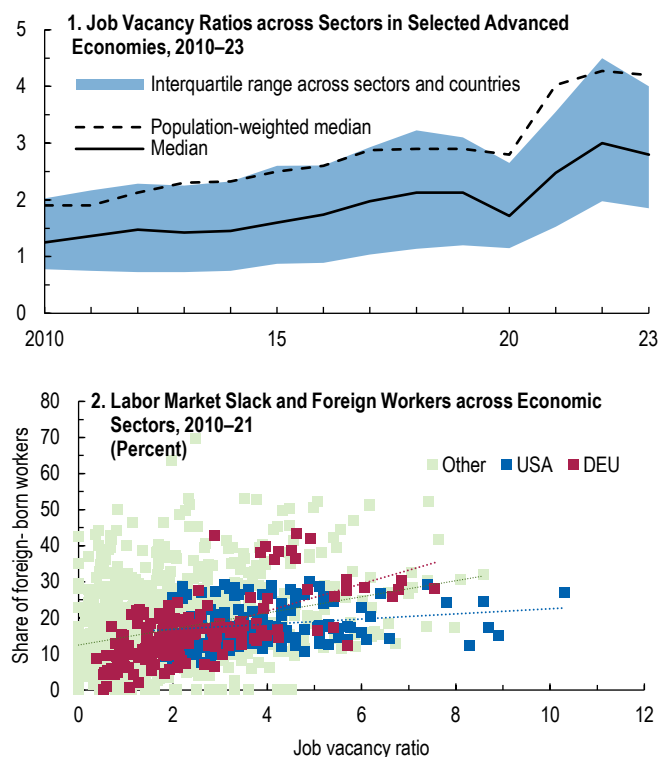 1. Job Vacancy Ratios across Sectors in Selected Advanced
Economies, 2010–23
5
4
3
2
1
0
Interquartile range across sectors and countries
Population-weighted median
Median
2010 15 20 23
2. Labor Market Slack and Foreign Workers across Economic
Sectors, 2010–21
(Percent)
Other USA DEU
80
70
60
50
40
30
20
10
0
Share of foreign- born workers
0 2 4 6 8 10 12
Job vacancy ratio